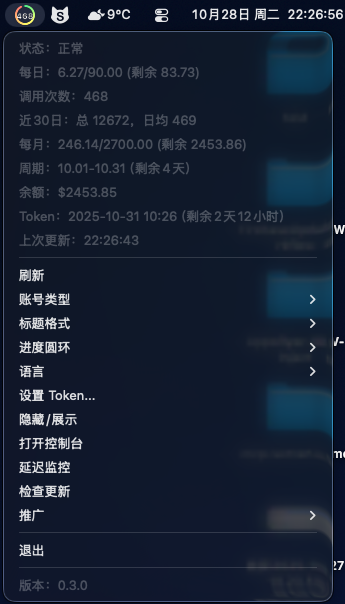 468 9°C 10月28日 周二 22:26:56
状态：正常
每日：6.27/90.00 (剩余 83.73)
调用次数：468
近30日：总 12672，日均 469
每月：246.14/2700.00 (剩余 2453.86)
周期：10.01-10.31 (剩余4天)
余额：$2453.85
Token：2025-10-31 10:26 (剩余2天12小时)
上次更新：22:26:43
刷新
账号类型
标题格式
进度圆环
语言
设置 Token...
隐藏/展示
打开控制台
延迟监控
检查更新
推广
退出
版本：0.3.0